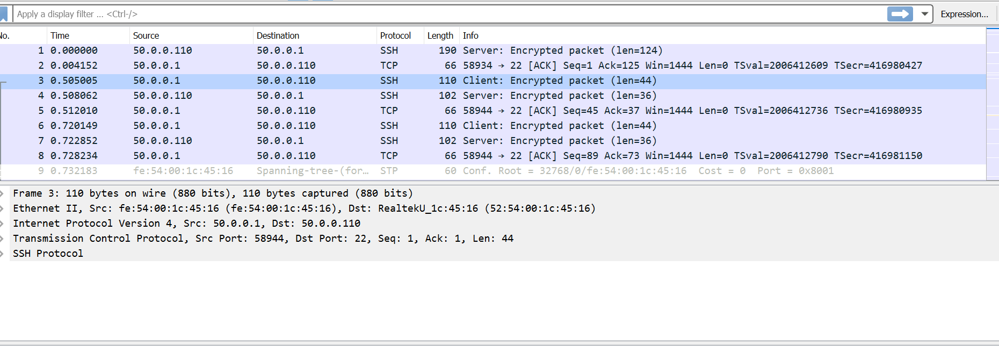 Apply a display filter ... <Ctrl-/> Expression...
No. Time Source Destination Protocol Length Info
1 0.000000 50.0.0.110 50.0.0.1 SSH 190 Server: Encrypted packet (len=124)
2 0.004152 50.0.0.1 50.0.0.110 TCP 66 58934 → 22 [ACK] Seq=1 Ack=125 Win=1444 Len=0 TSval=2006412609 TSecr=416980427
3 0.505005 50.0.0.1 50.0.0.110 SSH 110 Client: Encrypted packet (len=44)
4 0.508062 50.0.0.110 50.0.0.1 SSH 102 Server: Encrypted packet (len=36)
5 0.512010 50.0.0.1 50.0.0.110 TCP 66 58944 → 22 [ACK] Seq=45 Ack=37 Win=1444 Len=0 TSval=2006412736 TSecr=416980935
6 0.720149 50.0.0.1 50.0.0.110 SSH 110 Client: Encrypted packet (len=44)
7 0.722852 50.0.0.110 50.0.0.1 SSH 102 Server: Encrypted packet (len=36)
8 0.728234 50.0.0.1 50.0.0.110 TCP 66 58944 → 22 [ACK] Seq=89 Ack=73 Win=1444 Len=0 TSval=2006412790 TSecr=416981150
9 0.732183 fe:54:00:1c:45:16 Spanning-tree-(for… STP 60 Conf. Root = 32768/0/fe:54:00:1c:45:16 Cost = 0 Port = 0x8001
Frame 3: 110 bytes on wire (880 bits), 110 bytes captured (880 bits)
Ethernet II, Src: fe:54:00:1c:45:16 (fe:54:00:1c:45:16), Dst: RealtekU_1c:45:16 (52:54:00:1c:45:16)
Internet Protocol Version 4, Src: 50.0.0.1, Dst: 50.0.0.110
Transmission Control Protocol, Src Port: 58944, Dst Port: 22, Seq: 1, Ack: 1, Len: 44
SSH Protocol